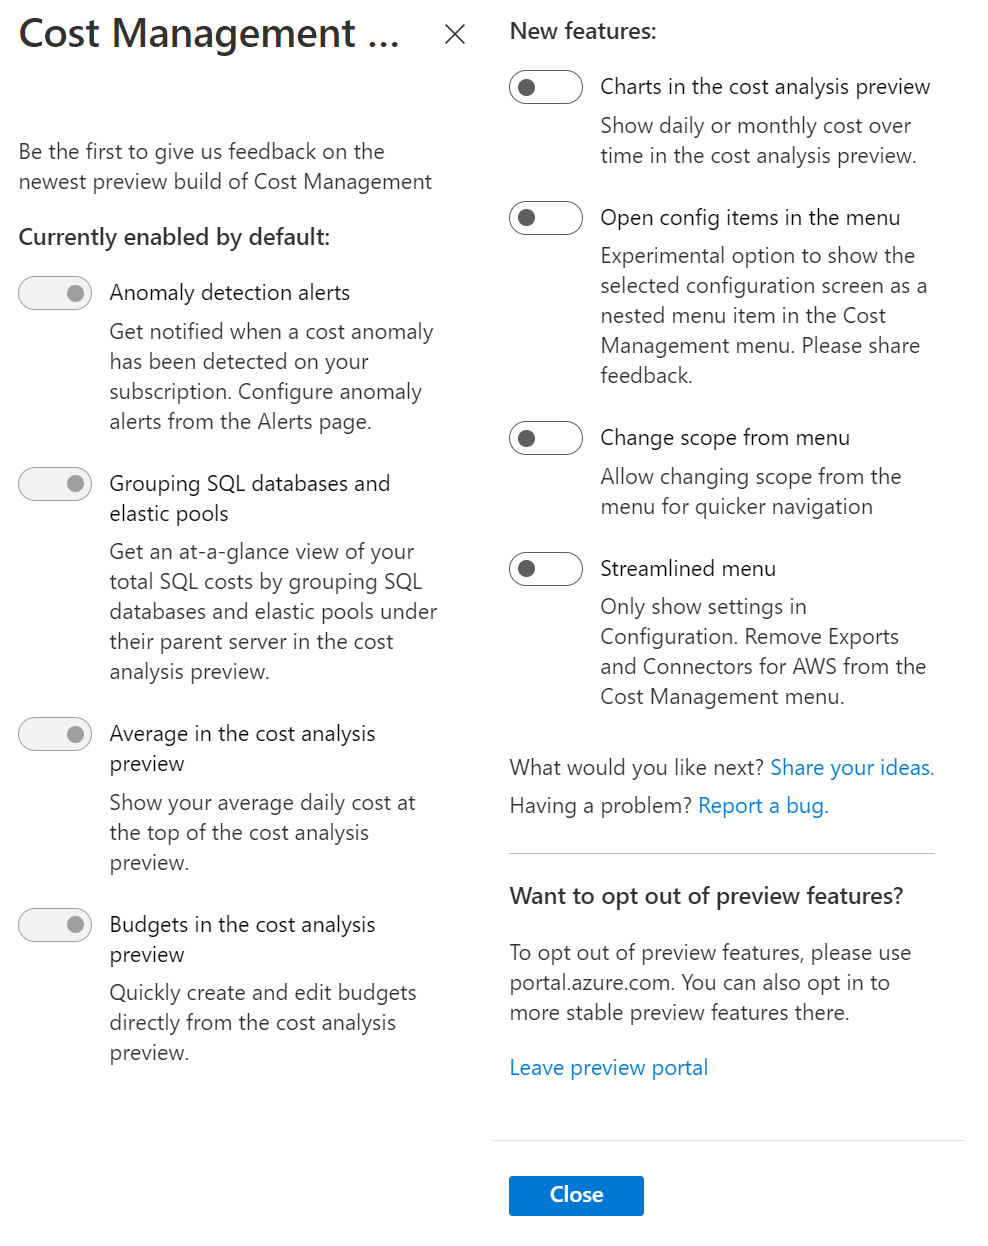 Cost Management ...
Be the first to give us feedback on the
newest preview build of Cost Management
Currently enabled by default:
Anomaly detection alerts
Get notified when a cost anomaly
has been detected on your
subscription. Configure anomaly
alerts from the Alerts page.
Grouping SQL databases and
elastic pools
Get an at-a-glance view of your
total SQL costs by grouping SQL
databases and elastic pools under
their parent server in the cost
analysis preview.
Average in the cost analysis
preview
Show your average daily cost at
the top of the cost analysis
preview.
Budgets in the cost analysis
preview
Quickly create and edit budgets
directly from the cost analysis
preview.
New features:
Charts in the cost analysis preview
Show daily or monthly cost over
time in the cost analysis preview.
Open config items in the menu
Experimental option to show the
selected configuration screen as a
nested menu item in the Cost
Management menu. Please share
feedback.
Change scope from menu
Allow changing scope from the
menu for quicker navigation
Streamlined menu
Only show settings in
Configuration. Remove Exports
and Connectors for AWS from the
Cost Management menu.
What would you like next? Share your ideas.
Having a problem? Report a bug.
Want to opt out of preview features?
To opt out of preview features, please use
portal.azure.com. You can also opt in to
more stable preview features there.
Leave preview portal
Close